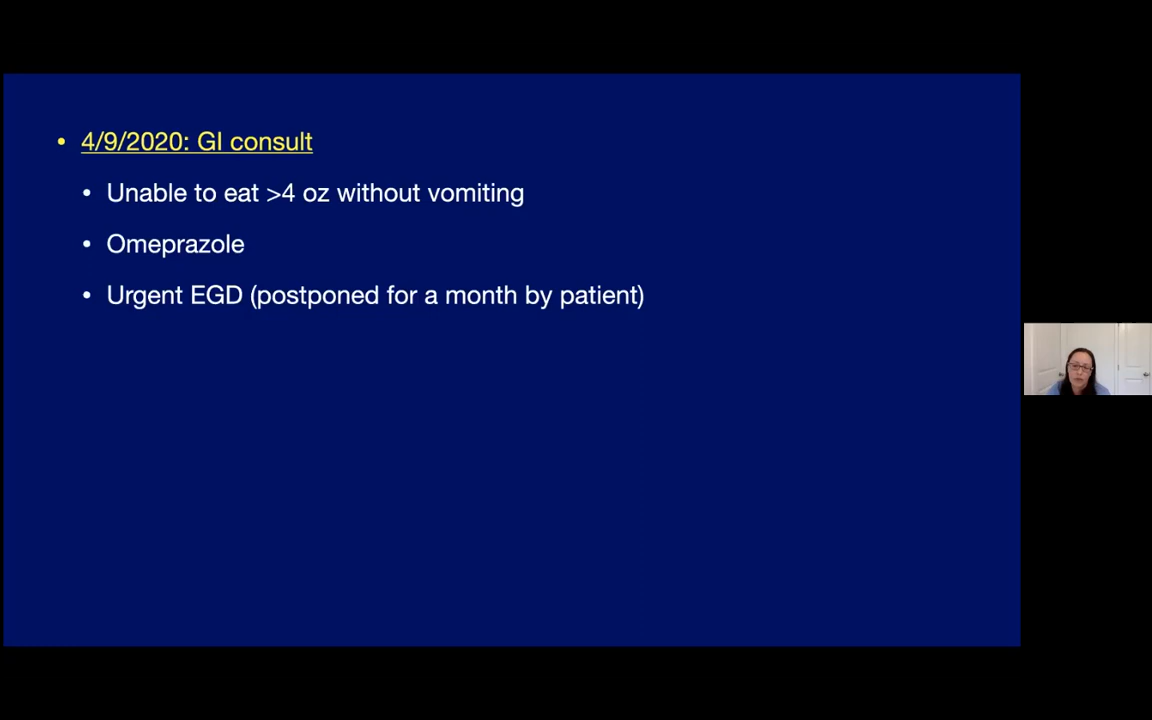 • 4/9/2020: GI consult
• Unable to eat >4 oz without vomiting
• Omeprazole
• Urgent EGD (postponed for a month by patient)